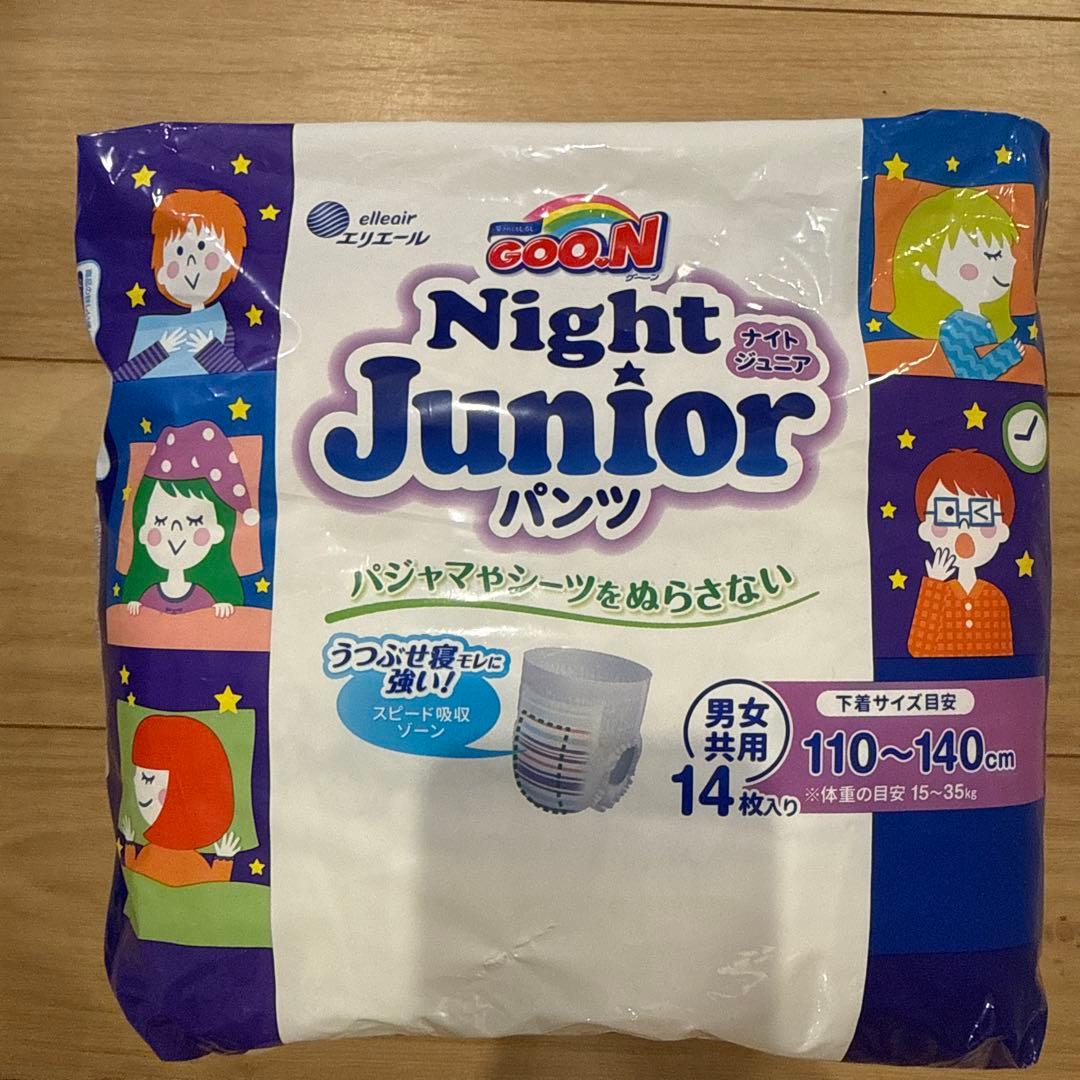 elleair
エリエール
GOO.N
グ〜ン
Night
ナイト
ジュニア
Junior
パンツ
パジャマやシーツをぬらさない
うつぶせ寝モレに
強い!
スピード吸収
ゾーン
男女
共用
14枚入り
下着サイズ目安
110〜140cm
※体重の目安 15〜35kg